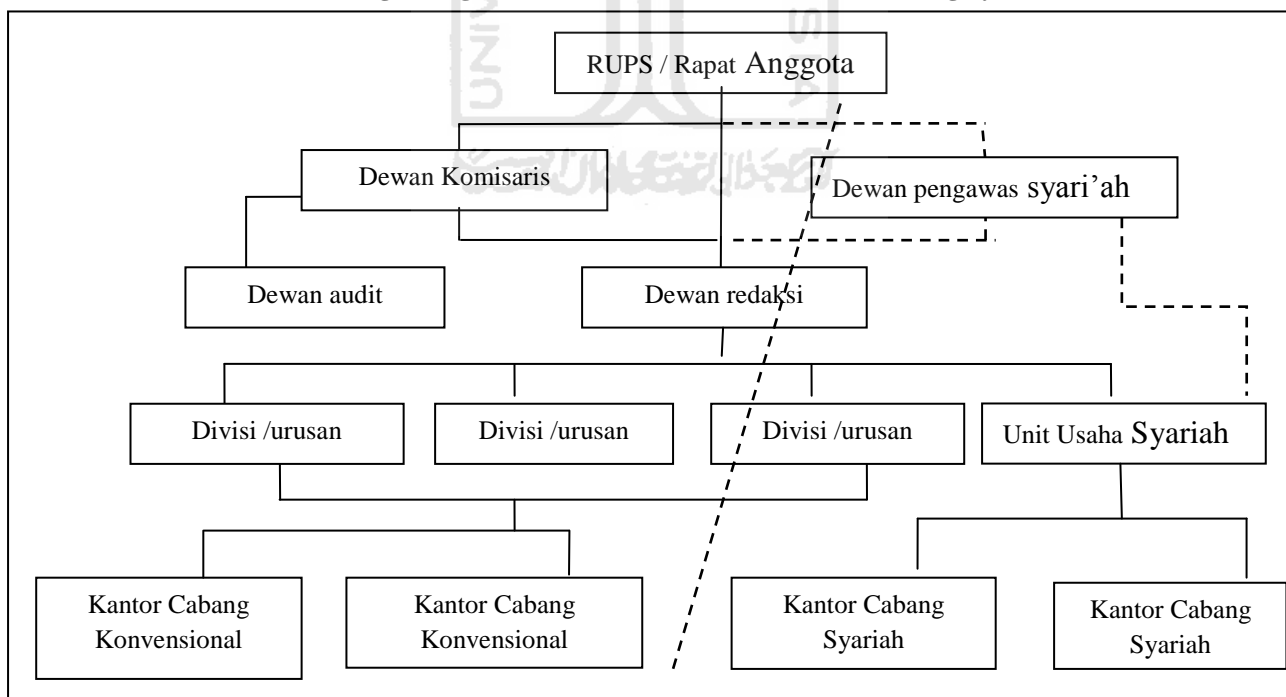 RUPS / Rapat Anggota
Dewan Komisaris
Dewan pengawas syari’ah
Dewan audit
Dewan redaksi
Divisi /urusan
Divisi /urusan
Divisi /urusan
Unit Usaha Syariah
Kantor Cabang
Konvensional
Kantor Cabang
Konvensional
Kantor Cabang
Syariah
Kantor Cabang
Syariah